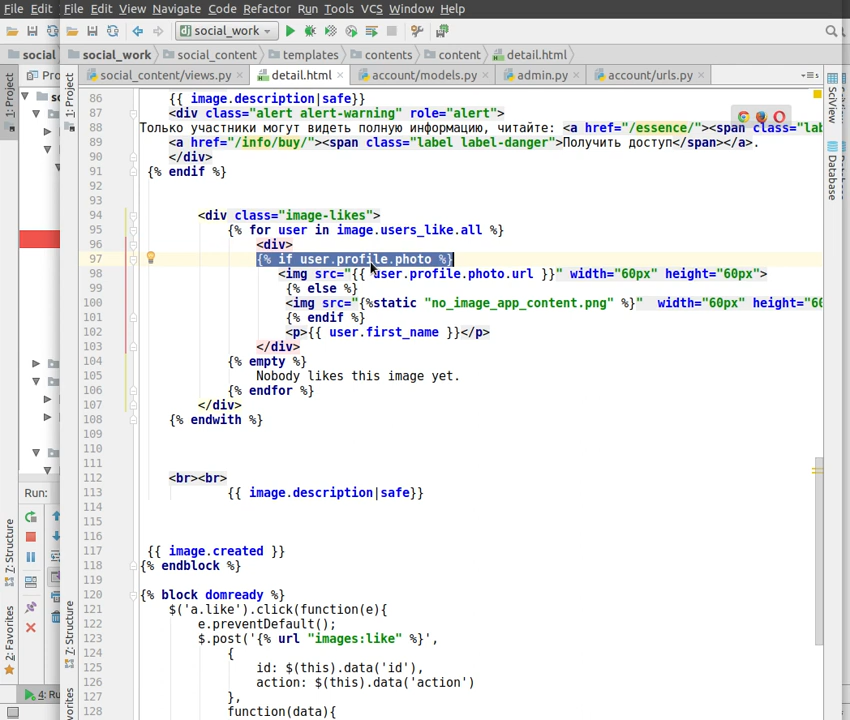 File Edit File Edit View Navigate Code Refactor Run Tools VCS Window Help
social_work
social social_work social_content templates contents content detail.html
1: Project Pro 1: Project social_content/views.py detail.html account/models.py admin.py account/urls.py SciView
86 {{ image.description|safe}}
87 <div class="alert alert-warning" role="alert">
88 Только участники могут видеть полную информацию, читайте: <a href="/essence/"><span class="lab
89 <a href="/info/buy/"><span class="label label-danger">Получить доступ</span></a>.
90 </div>
91 {% endif %}
92
93
94 <div class="image-likes">
95 {% for user in image.users_like.all %}
96 <div>
97 {% if user.profile.photo %}
98 <img src="{{ user.profile.photo.url }}" width="60px" height="60px">
99 {% else %}
100 <img src="{%static "no_image_app_content.png" %}"  width="60px" height="60
101 {% endif %}
102 <p>{{ user.first_name }}</p>
103 </div>
104 {% empty %}
105 Nobody likes this image yet.
106 {% endfor %}
107 </div>
108 {% endwith %}
109
110
111
112 <br><br>
113 {{ image.description|safe}}
114
115
116
117 {{ image.created }}
118 {% endblock %}
119
120 {% block domready %}
121 $('a.like').click(function(e){
122 e.preventDefault();
123 $.post('{% url "images:like" %}',
124 {
125 id: $(this).data('id'),
126 action: $(this).data('action')
127 },
128 function(data){
Database
Run:
7: Structure
2: Favorites
4: Ru
7: Structure
vorites